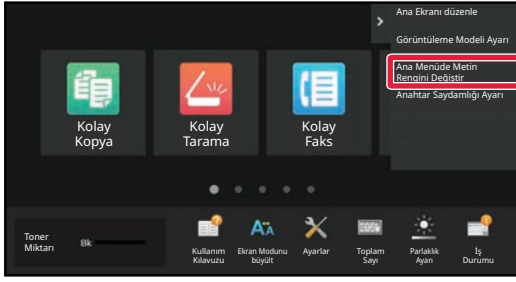 Ana Ekranı düzenle
Görüntüleme Modeli Ayarı
Ana Menüde Metin
Rengini Değiştir
Anahtar Saydamlığı Ayarı
Kolay
Kopya
Kolay
Tarama
Kolay
Faks
Toner
Miktarı
Bk
Kullanım
Kılavuzu
Ekran Modunu
büyült
Ayarlar
Toplam
Sayı
Parlaklık
Ayarı
İş
Durumu